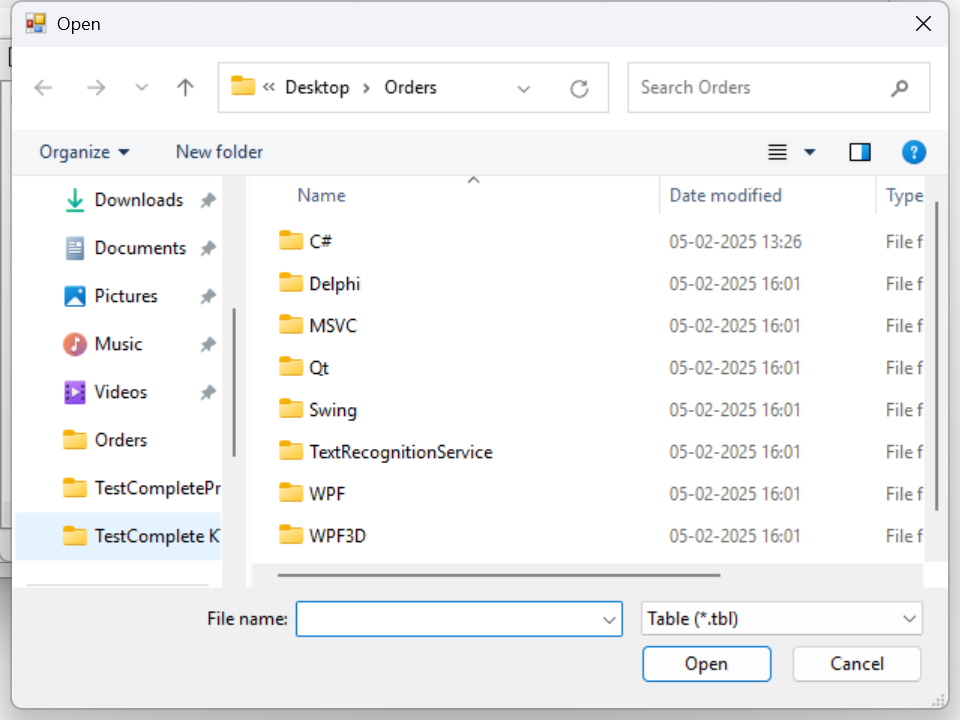 Open
« Desktop > Orders
Search Orders
Organize
New folder
?
Name
Date modified
Type
Downloads
Documents
Pictures
Music
Videos
Orders
TestCompletePr
TestComplete K
C# 05-02-2025 13:26 File f
Delphi 05-02-2025 16:01 File f
MSVC 05-02-2025 16:01 File f
Qt 05-02-2025 16:01 File f
Swing 05-02-2025 16:01 File f
TextRecognitionService 05-02-2025 16:01 File f
WPF 05-02-2025 16:01 File f
WPF3D 05-02-2025 16:01 File f
File name:
Table (*.tbl)
Open
Cancel